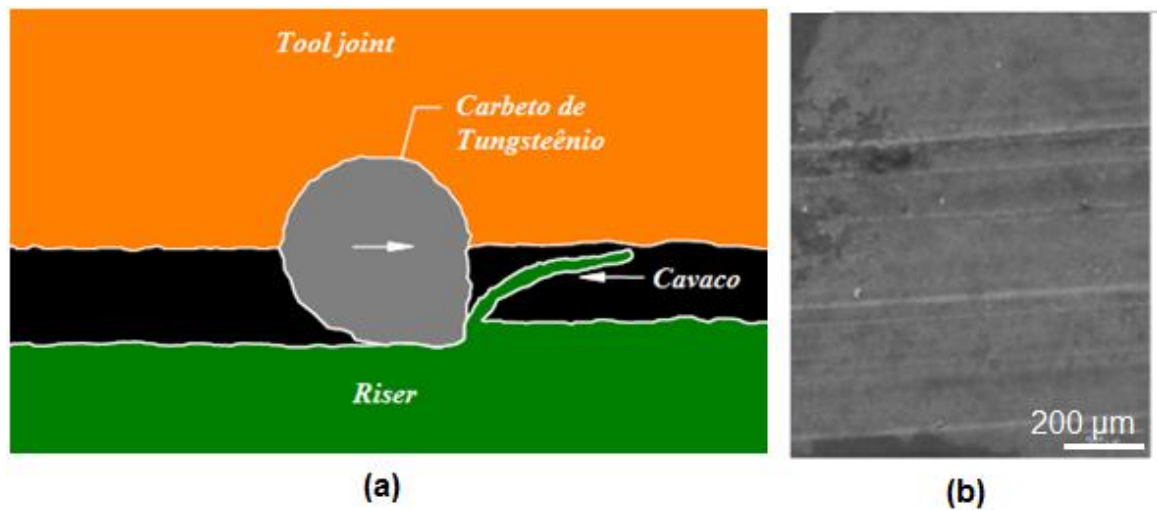 Tool joint
Carbeto de
Tungsteênio
Cavaco
Riser
200 µm
(a)
(b)